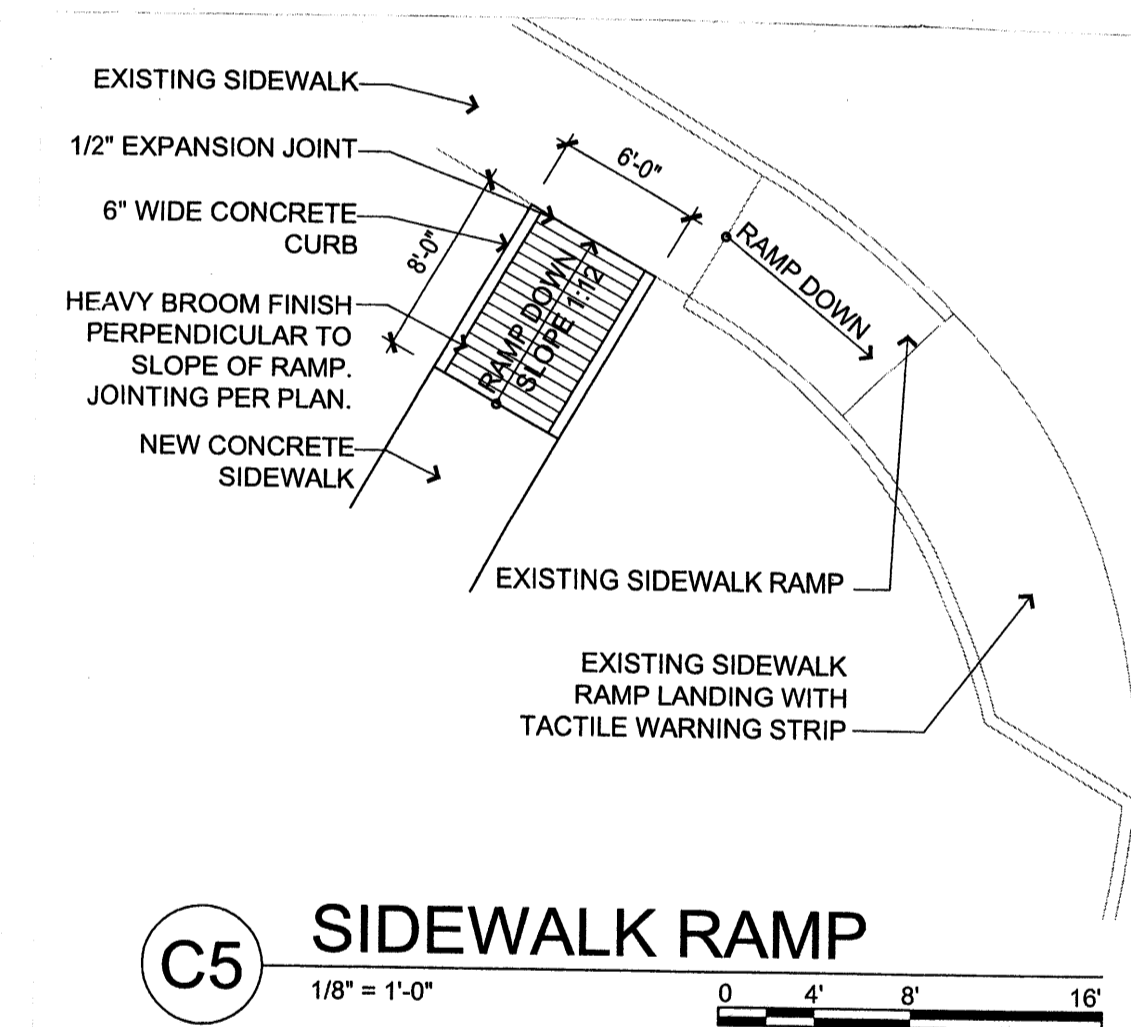 EXISTING SIDEWALK
1/2" EXPANSION JOINT
6" WIDE CONCRETE
CURB
HEAVY BROOM FINISH
PERPENDICULAR TO
SLOPE OF RAMP.
JOINTING PER PLAN.
NEW CONCRETE
SIDEWALK
8'-0"
6'-0"
RAMP DOWN
SLOPE 1:12
RAMP DOWN
EXISTING SIDEWALK RAMP
EXISTING SIDEWALK
RAMP LANDING WITH
TACTILE WARNING STRIP
C5
SIDEWALK RAMP
1/8" = 1'-0"
0 4' 8' 16'